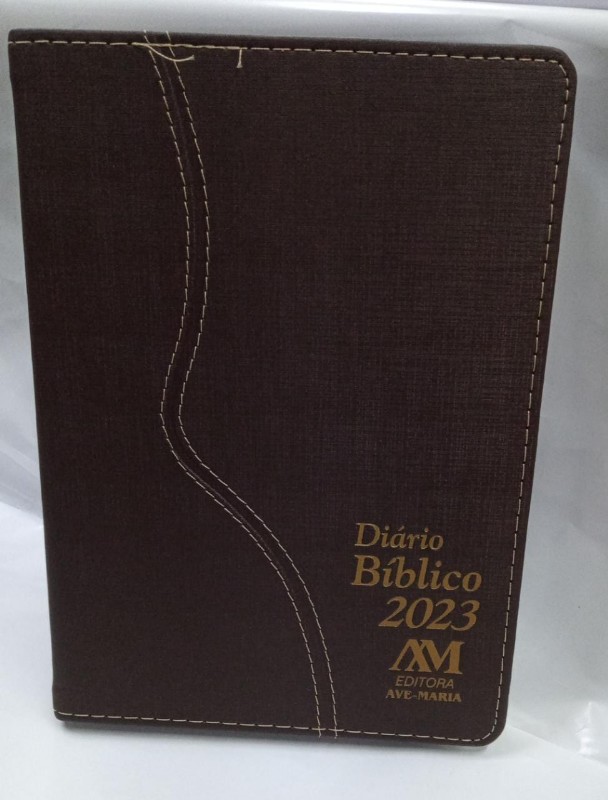 Diário
Bíblico
2023
AM
EDITORA
AVE-MARIA